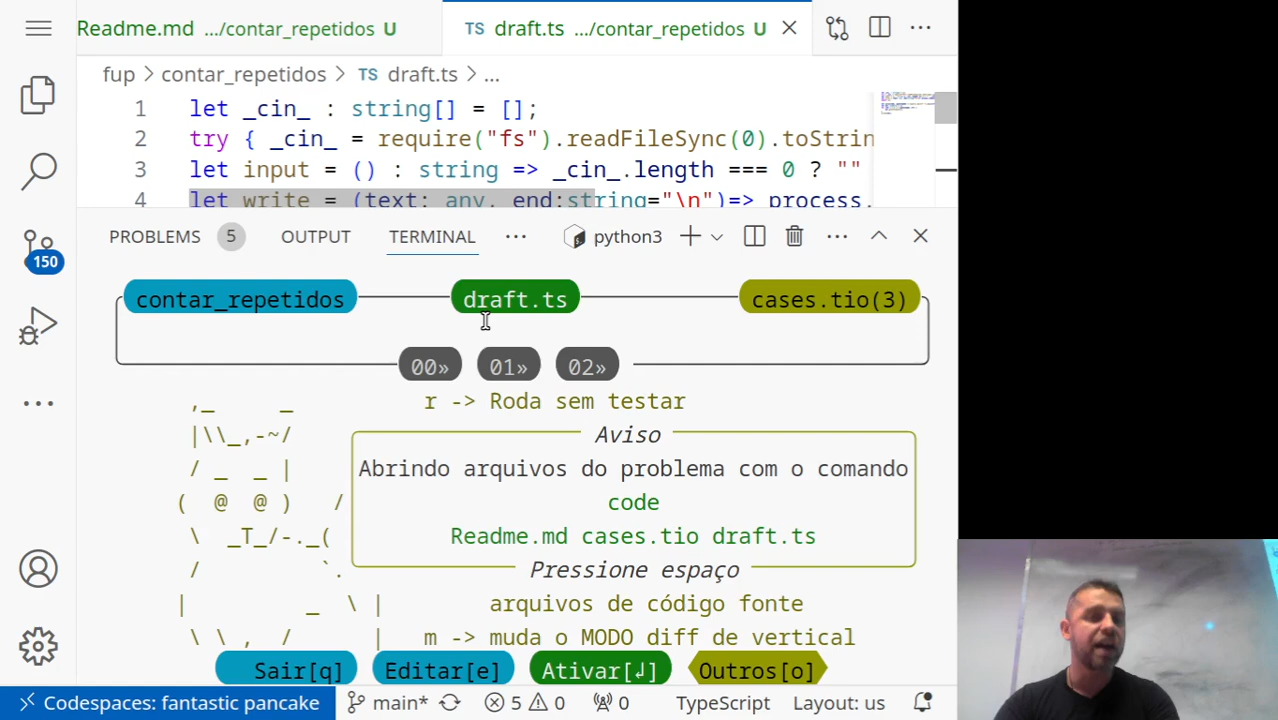 Readme.md .../contar_repetidos U
TS draft.ts .../contar_repetidos U
fup > contar_repetidos > TS draft.ts > ...
1 let _cin_ : string[] = [];
2 try { _cin_ = require("fs").readFileSync(0).toStrin
3 let input = () : string => _cin_.length === 0 ? ""
4 let write = (text: any, end:string="\n")=> process.
PROBLEMS 5 OUTPUT TERMINAL ... python3
contar_repetidos draft.ts cases.tio(3)
00» 01» 02»
r -> Roda sem testar
Aviso
Abrindo arquivos do problema com o comando
code
Readme.md cases.tio draft.ts
Pressione espaço
arquivos de código fonte
m -> muda o MODO diff de vertical
Sair[q] Editar[e] Ativar[↲] Outros[o]
150
Codespaces: fantastic pancake main* 5 0 0 TypeScript Layout: us